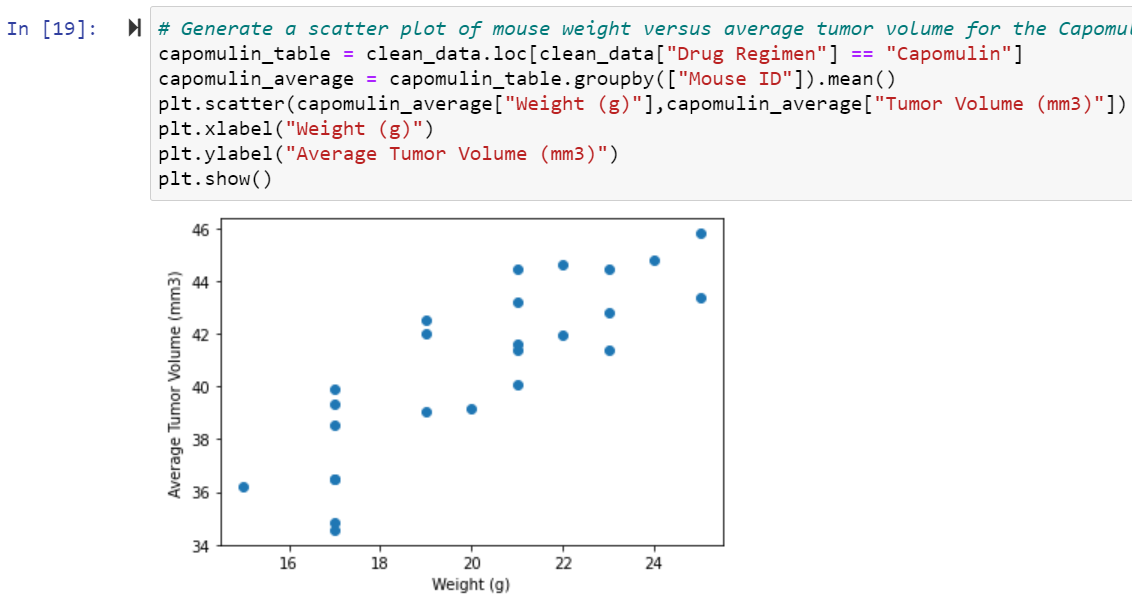 In [19]:
# Generate a scatter plot of mouse weight versus average tumor volume for the
capomulin_table = clean_data.loc[clean_data["Drug Regimen"] == "Capomulin"]
capomulin_average = capomulin_table.groupby(["Mouse ID"]).mean()
plt.scatter(capomulin_average["Weight (g)"],capomulin_average["Tumor Volume (mm3)"])
plt.xlabel("Weight (g)")
plt.ylabel("Average Tumor Volume (mm3)")
plt.show()
46
44
42
40
38
36
34
Average Tumor Volume (mm3)
16 18 20 22 24
Weight (g)